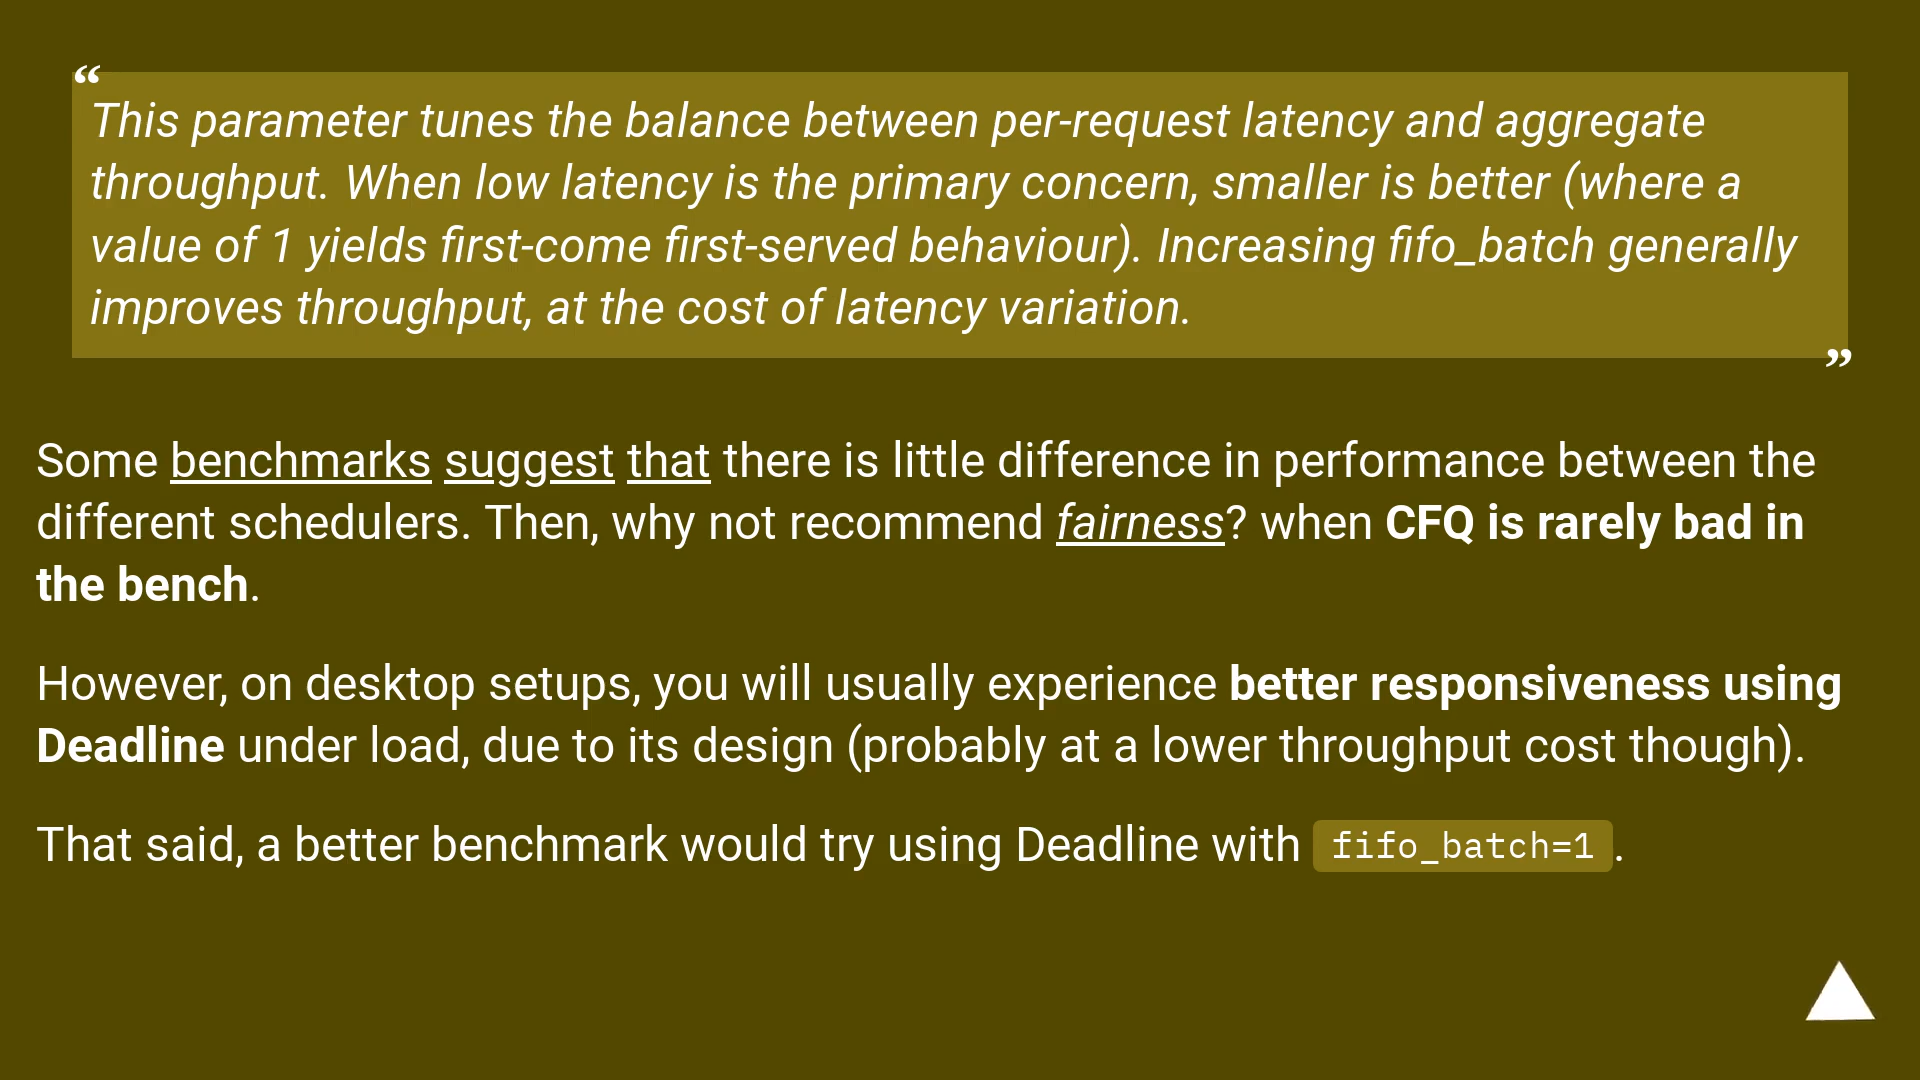 “
This parameter tunes the balance between per-request latency and aggregate
throughput. When low latency is the primary concern, smaller is better (where a
value of 1 yields first-come first-served behaviour). Increasing fifo_batch generally
improves throughput, at the cost of latency variation.
”
Some benchmarks suggest that there is little difference in performance between the
different schedulers. Then, why not recommend fairness? when CFQ is rarely bad in
the bench.
However, on desktop setups, you will usually experience better responsiveness using
Deadline under load, due to its design (probably at a lower throughput cost though).
That said, a better benchmark would try using Deadline with fifo_batch=1.